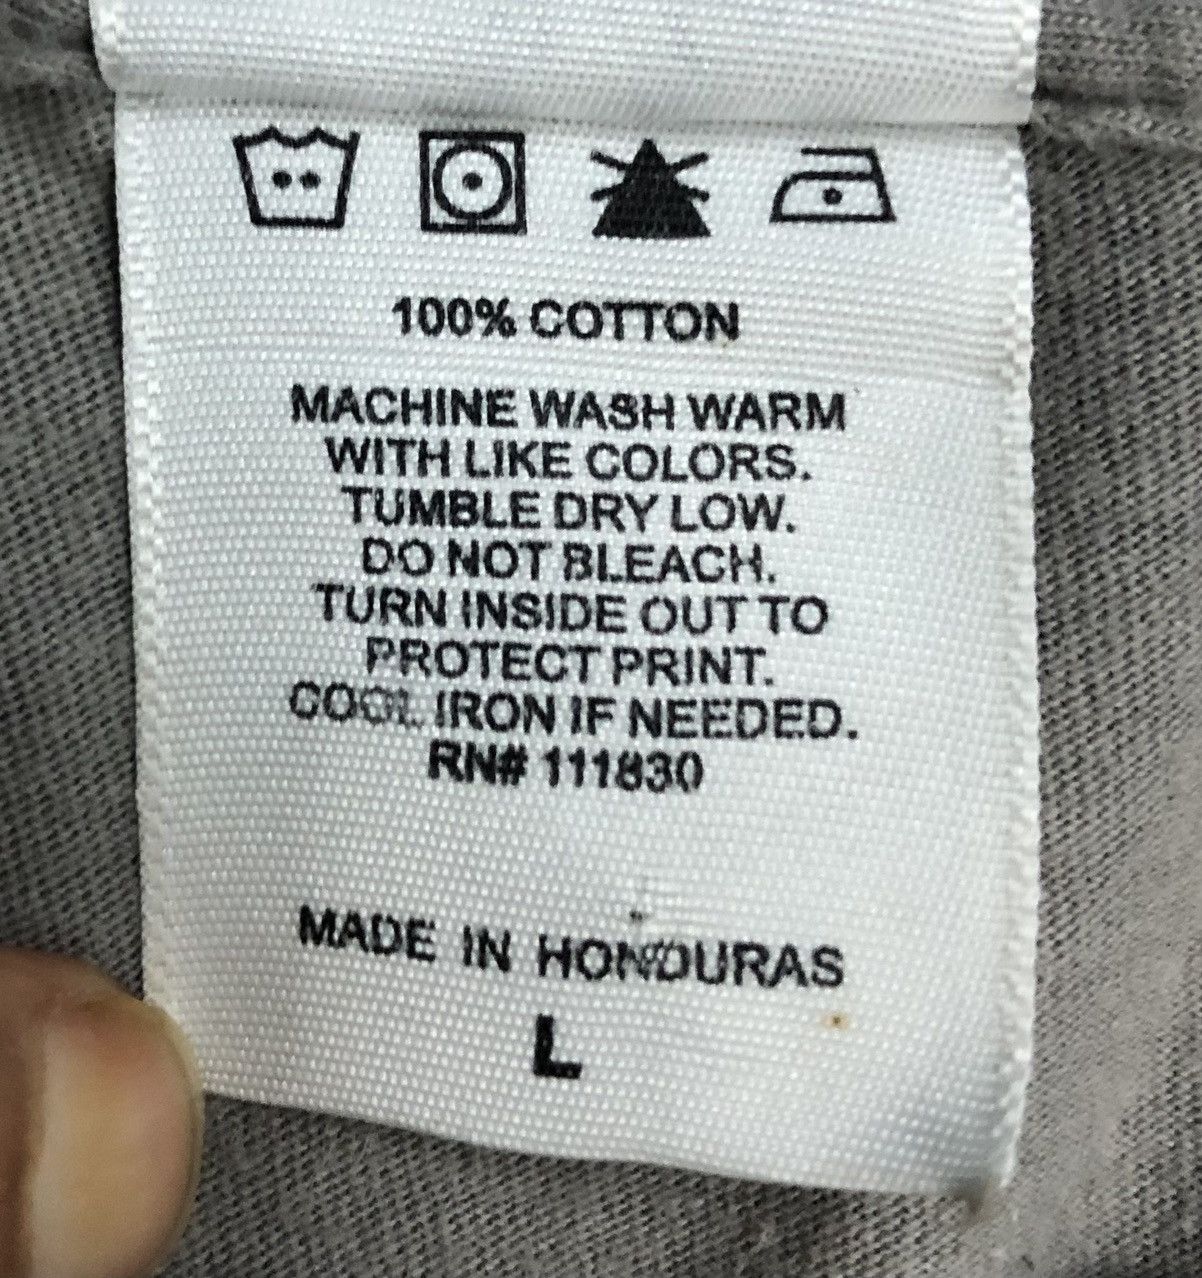 100% COTTON
MACHINE WASH WARM
WITH LIKE COLORS.
TUMBLE DRY LOW.
DO NOT BLEACH.
TURN INSIDE OUT TO
PROTECT PRINT.
COOL IRON IF NEEDED.
RN# 111830
MADE IN HONDURAS
L